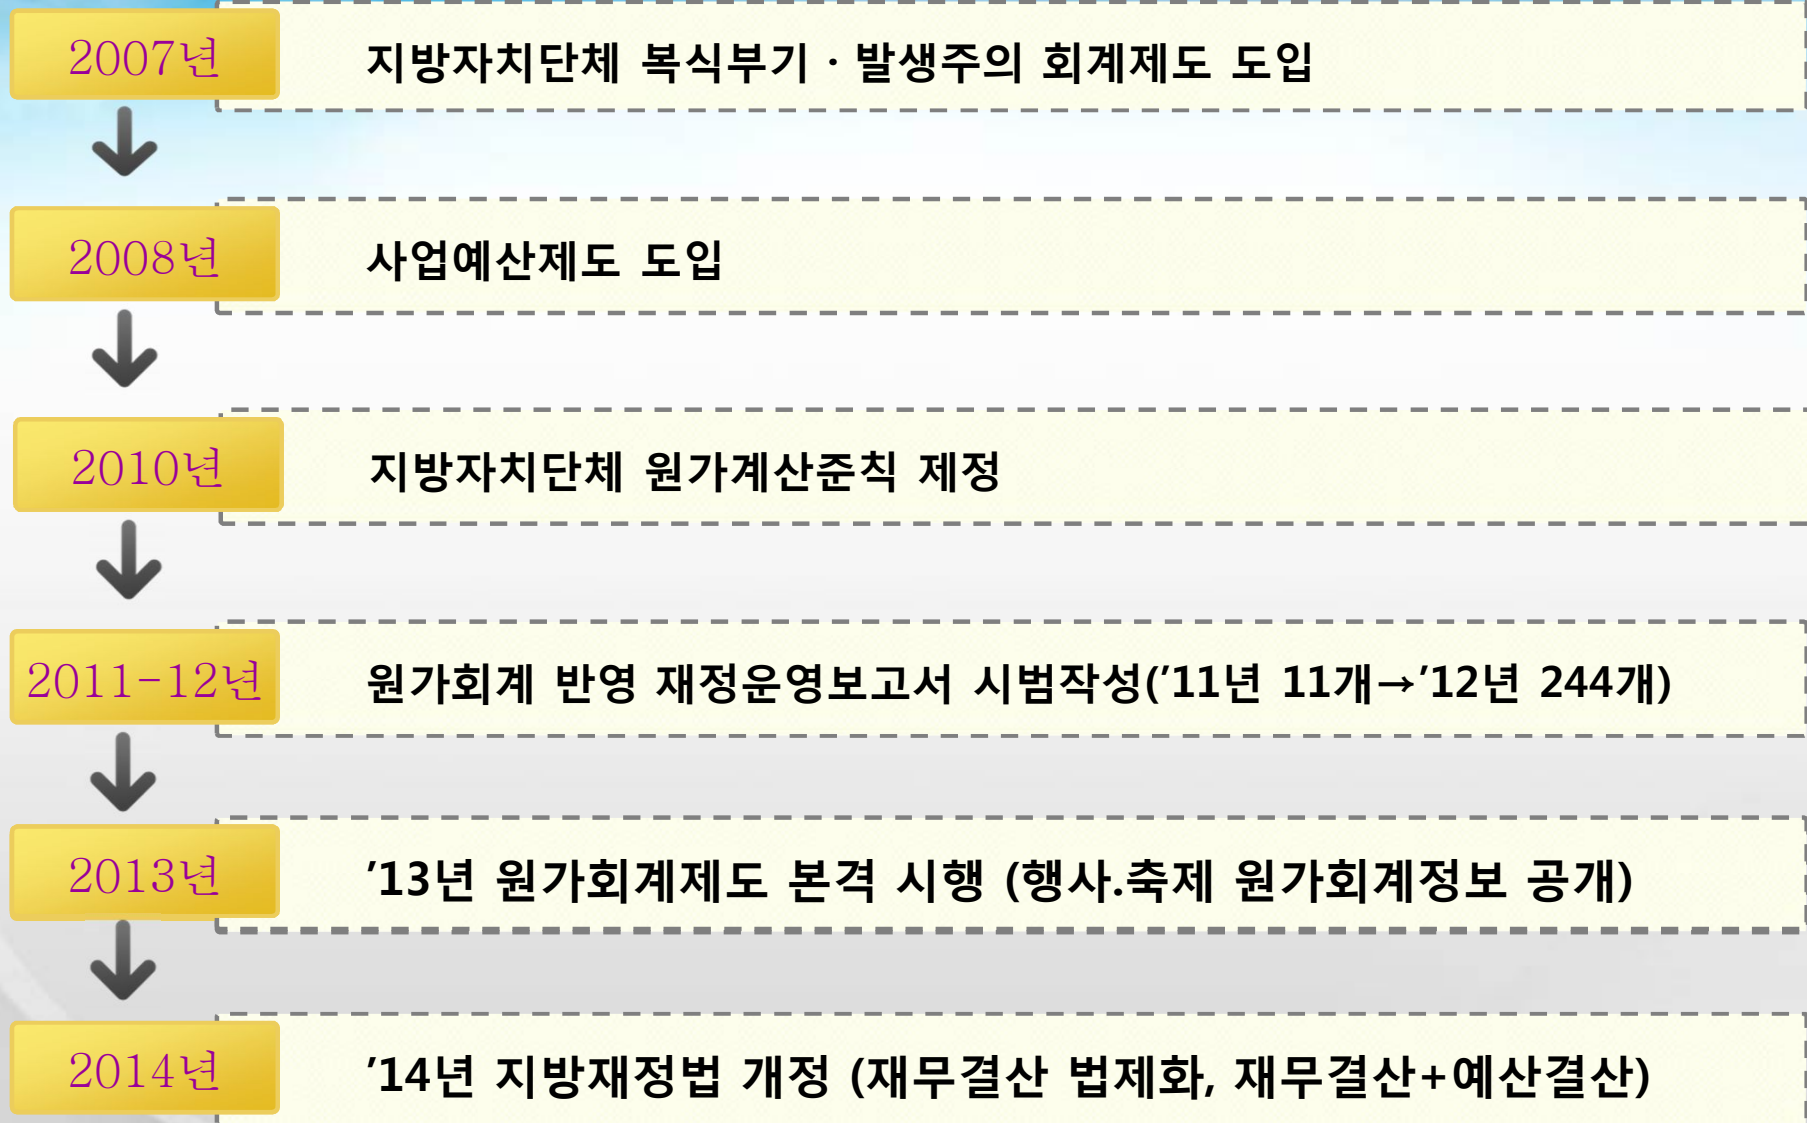 2007년
지방자치단체 복식부기 · 발생주의 회계제도 도입
2008년
사업예산제도 도입
2010년
지방자치단체 원가계산준칙 제정
2011-12년
원가회계 반영 재정운영보고서 시범작성(’11년 11개→’12년 244개)
2013년
’13년 원가회계제도 본격 시행 (행사.축제 원가회계정보 공개)
2014년
’14년 지방재정법 개정 (재무결산 법제화, 재무결산+예산결산)